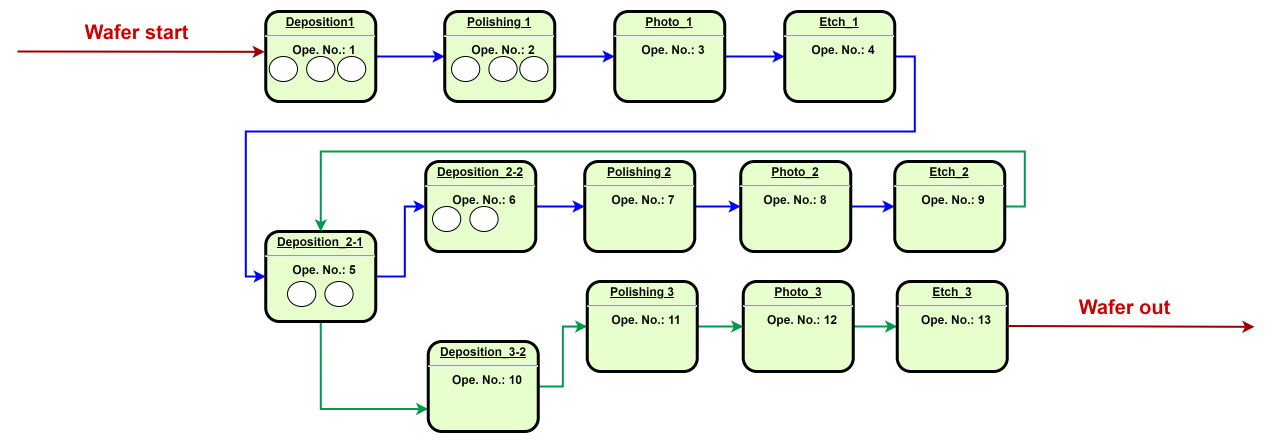 Wafer start
Deposition1
Ope. No.: 1
Polishing 1
Ope. No.: 2
Photo_1
Ope. No.: 3
Etch_1
Ope. No.: 4
Deposition_2-2
Ope. No.: 6
Polishing 2
Ope. No.: 7
Photo_2
Ope. No.: 8
Etch_2
Ope. No.: 9
Deposition_2-1
Ope. No.: 5
Polishing 3
Ope. No.: 11
Photo_3
Ope. No.: 12
Etch_3
Ope. No.: 13
Wafer out
Deposition_3-2
Ope. No.: 10